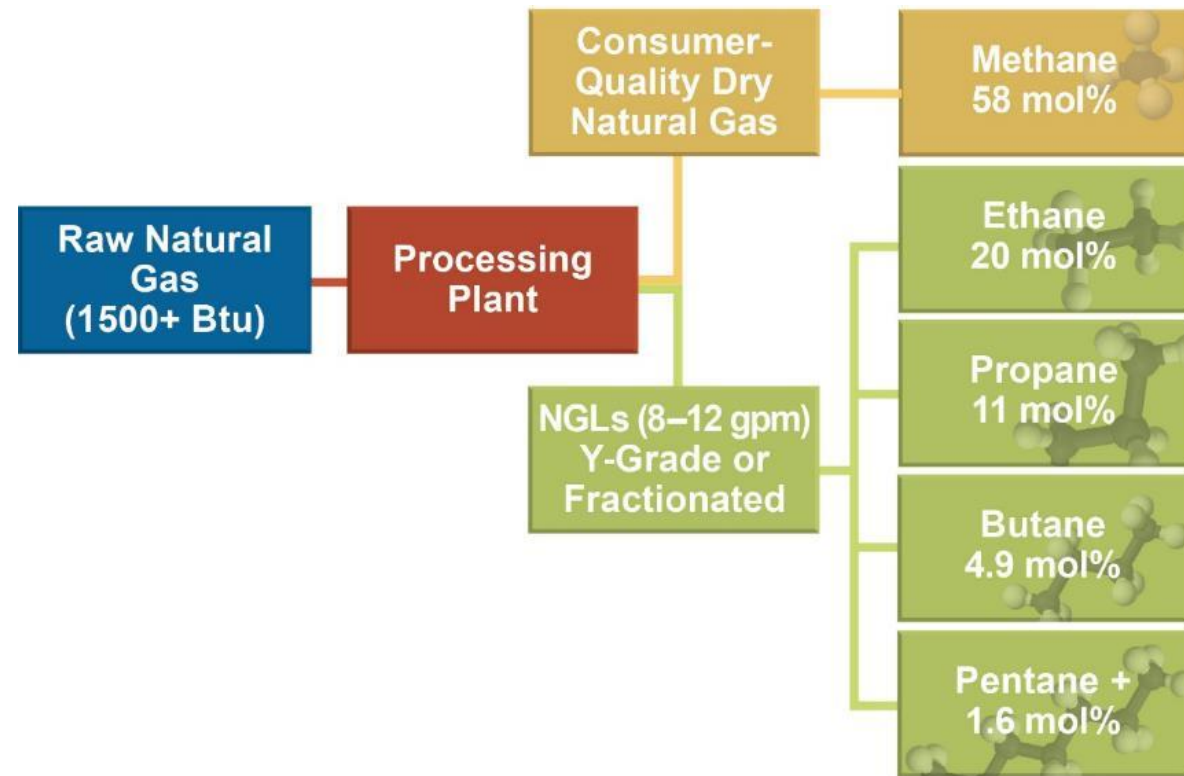 Consumer-
Quality Dry
Natural Gas
Methane
58 mol%
Raw Natural
Gas
(1500+ Btu)
Processing
Plant
Ethane
20 mol%
Propane
11 mol%
NGLs (8–12 gpm)
Y-Grade or
Fractionated
Butane
4.9 mol%
Pentane +
1.6 mol%